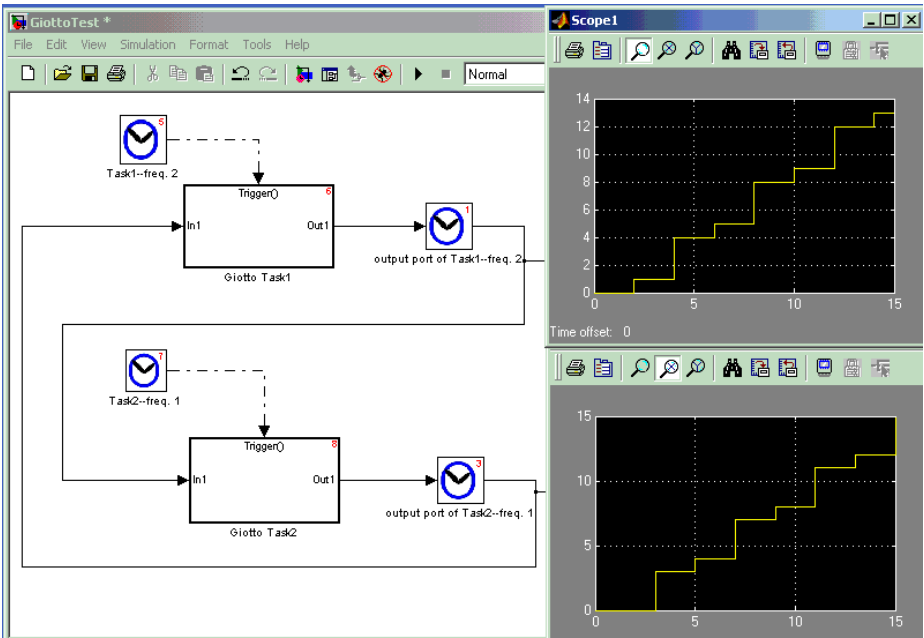 GiottoTest *
File Edit View Simulation Format Tools Help
Normal
5
Task1--freq. 2
Trigger()
6
In1
Out1
Giotto Task1
1
output port of Task1--freq. 2
7
Task2--freq. 1
Trigger()
8
In1
Out1
Giotto Task2
3
output port of Task2--freq. 1
Scope1
14
12
10
8
6
4
2
0
0 5 10 15
Time offset: 0
15
10
5
0
0 5 10 15